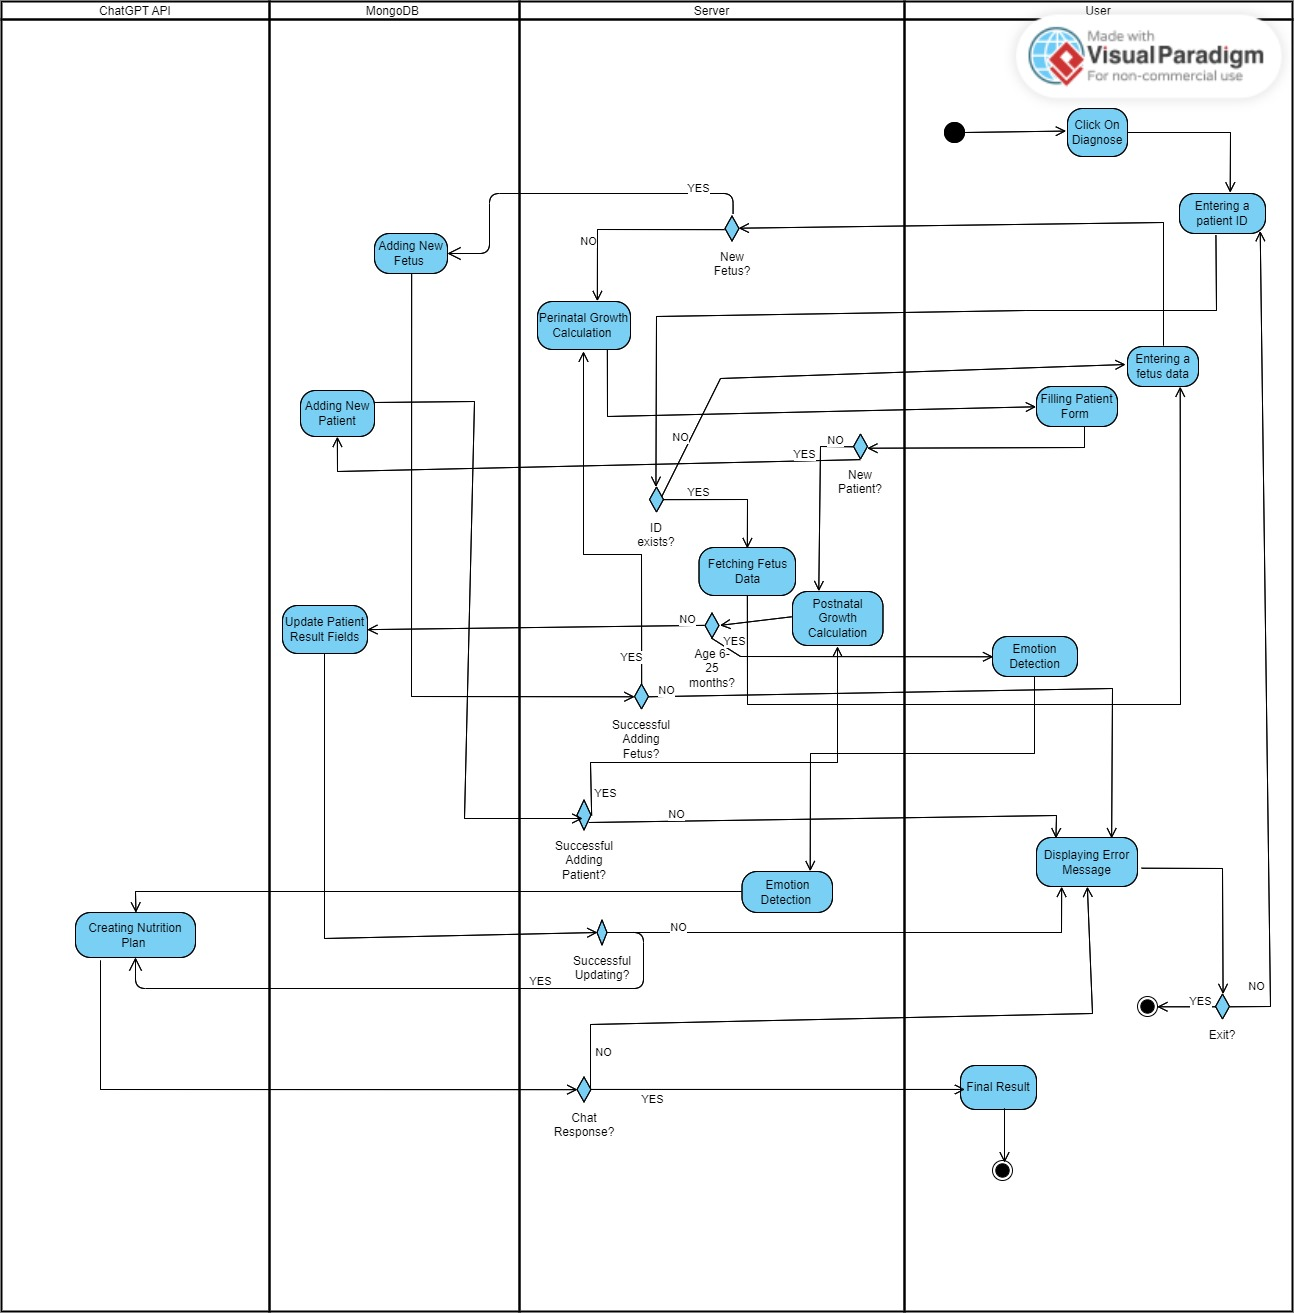 ChatGPT API
MongoDB
Server
User
Made with
Visual Paradigm
For non-commercial use
Click On
Diagnose
YES
Entering a
patient ID
NO
Adding New
Fetus
New
Fetus?
Perinatal Growth
Calculation
Entering a
fetus data
Adding New
Patient
Filling Patient
Form
NO
NO
YES
New
Patient?
YES
ID
exists?
Fetching Fetus
Data
Postnatal
Growth
Calculation
Update Patient
Result Fields
NO
YES
Age 6-
25
months?
Emotion
Detection
YES
NO
Successful
Adding
Fetus?
YES
NO
Successful
Adding
Patient?
Displaying Error
Message
Emotion
Detection
Creating Nutrition
Plan
NO
Successful
Updating?
YES
NO
YES
Exit?
NO
YES
Chat
Response?
Final Result